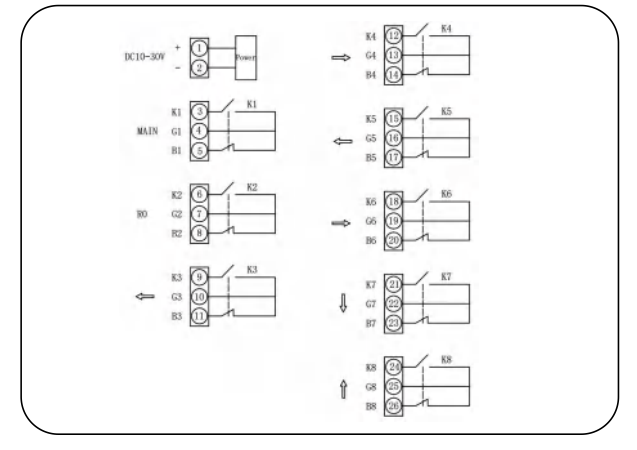 DC10-30V + 1 Power
− 2
K1 3 K1
MAIN G1 4
B1 5
K2 6 K2
RO G2 7
B2 8
K3 9 K3
⇐ G3 10
B3 11
K4 12 K4
⇒ G4 13
B4 14
K5 15 K5
⇐ G5 16
B5 17
K6 18 K6
⇒ G6 19
B6 20
K7 21 K7
⇓ G7 22
B7 23
K8 24 K8
⇑ G8 25
B8 26